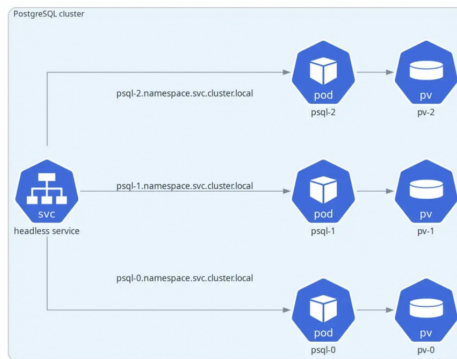 PostgreSQL cluster
pod
pv
psql-2.namespace.svc.cluster.local
psql-2
pv-2
svc
psql-1.namespace.svc.cluster.local
pod
pv
headless service
psql-1
pv-1
psql-0.namespace.svc.cluster.local
pod
pv
psql-0
pv-0